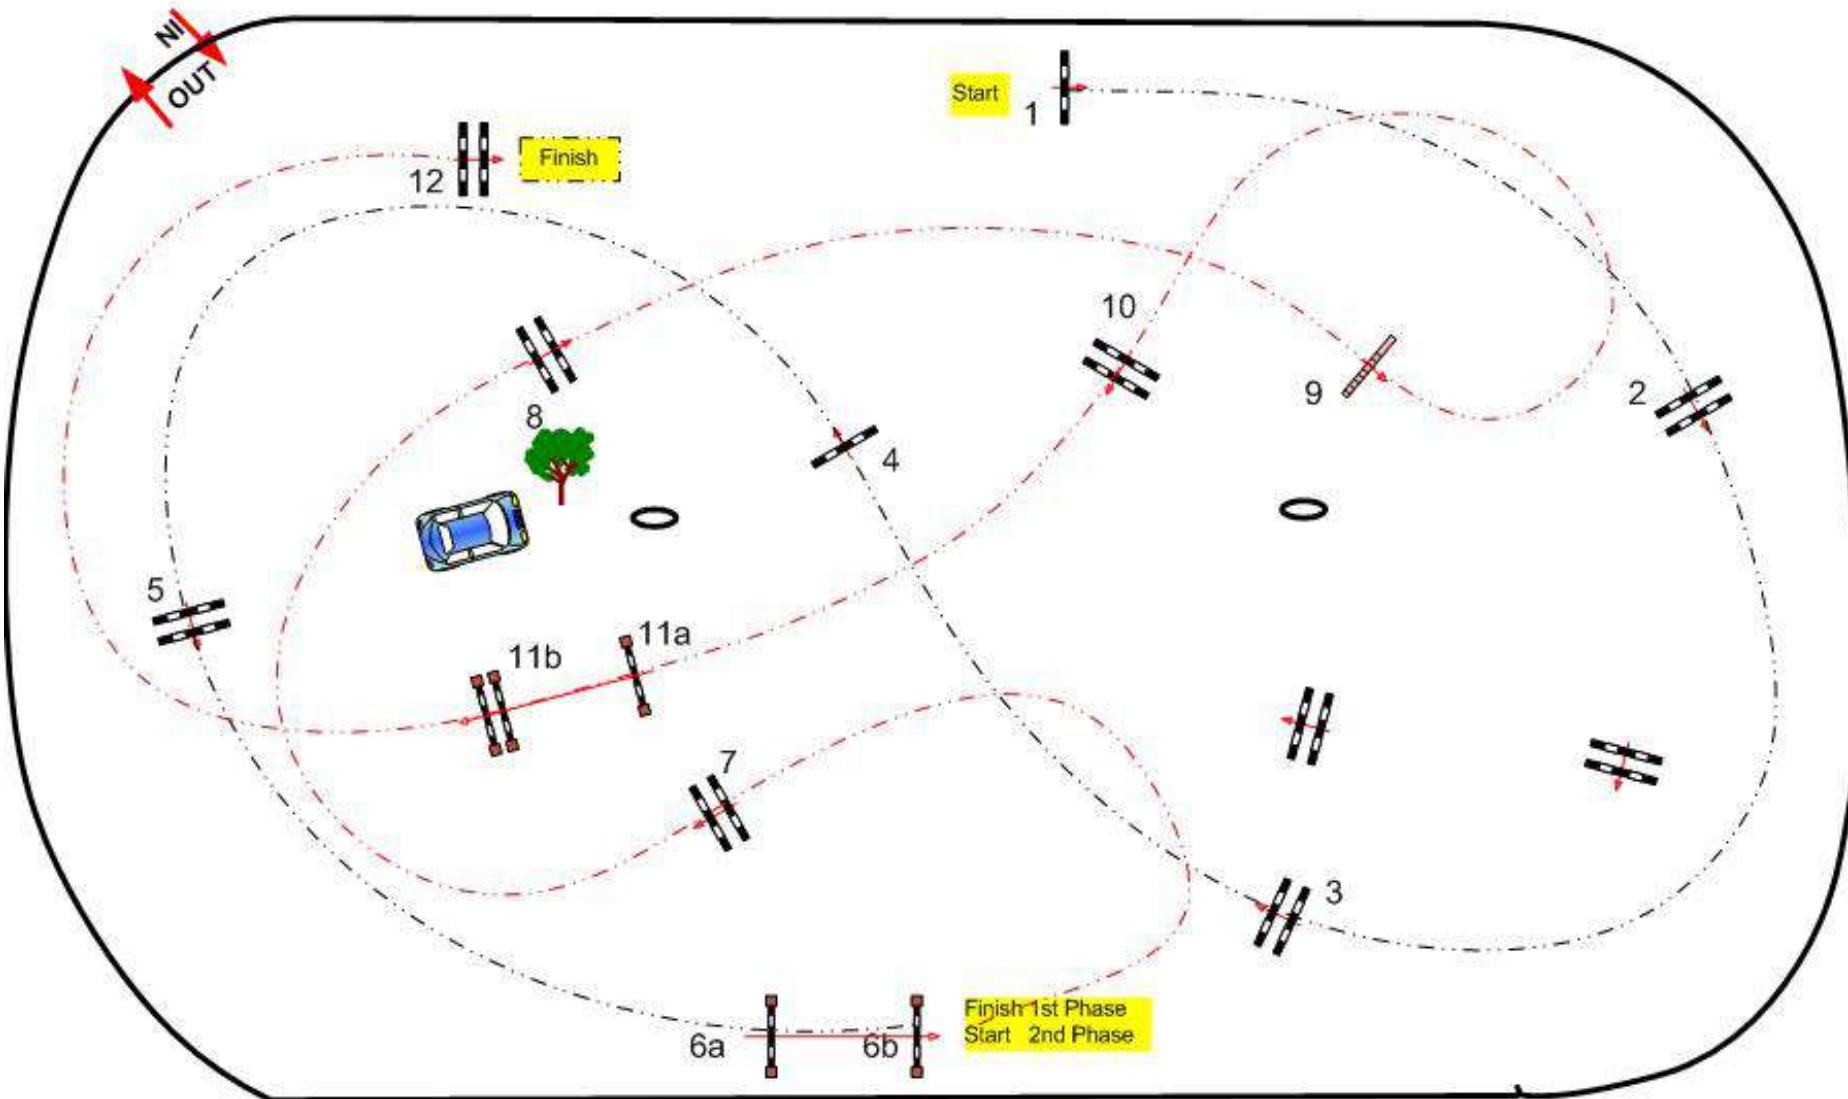 IN
OUT
Start
1
Finish
12
10
9
2
8
4
5
11a
11b
7
3
Finish 1st Phase
Start 2nd Phase
6a
6b